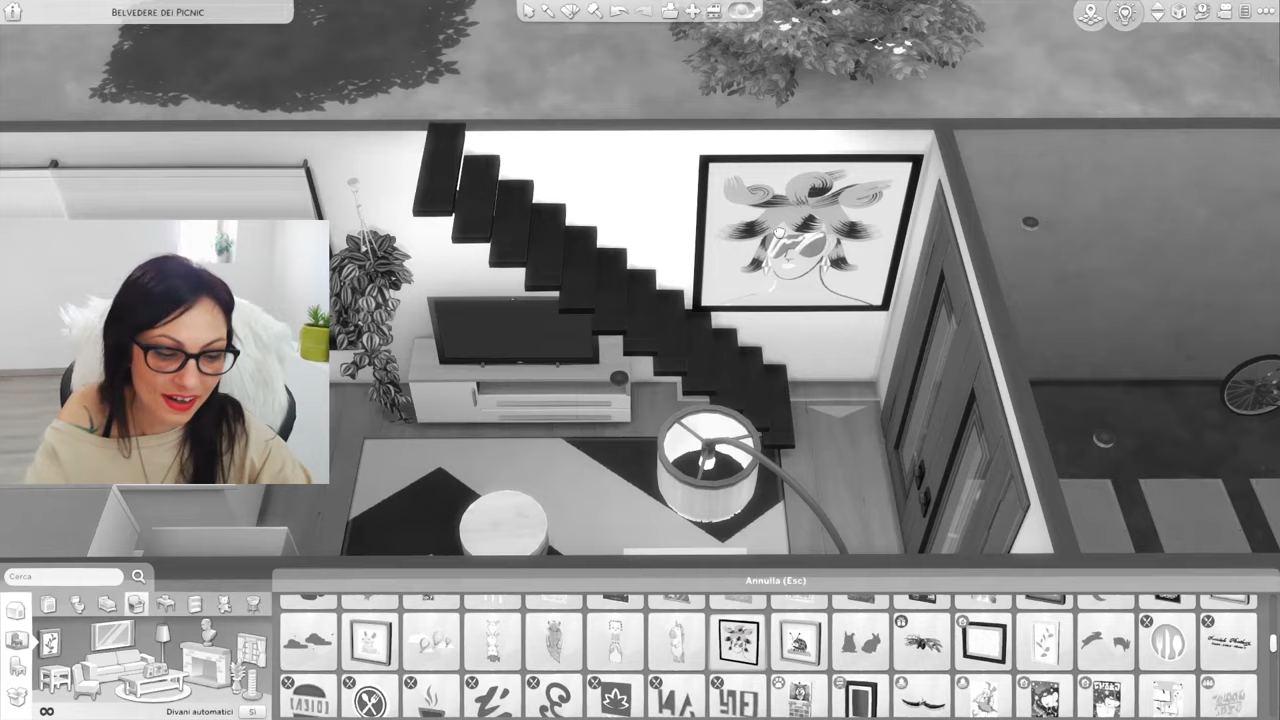 Belvedere dei Picnic
Cerca
Annulla (Esc)
Divani automatici
Sì